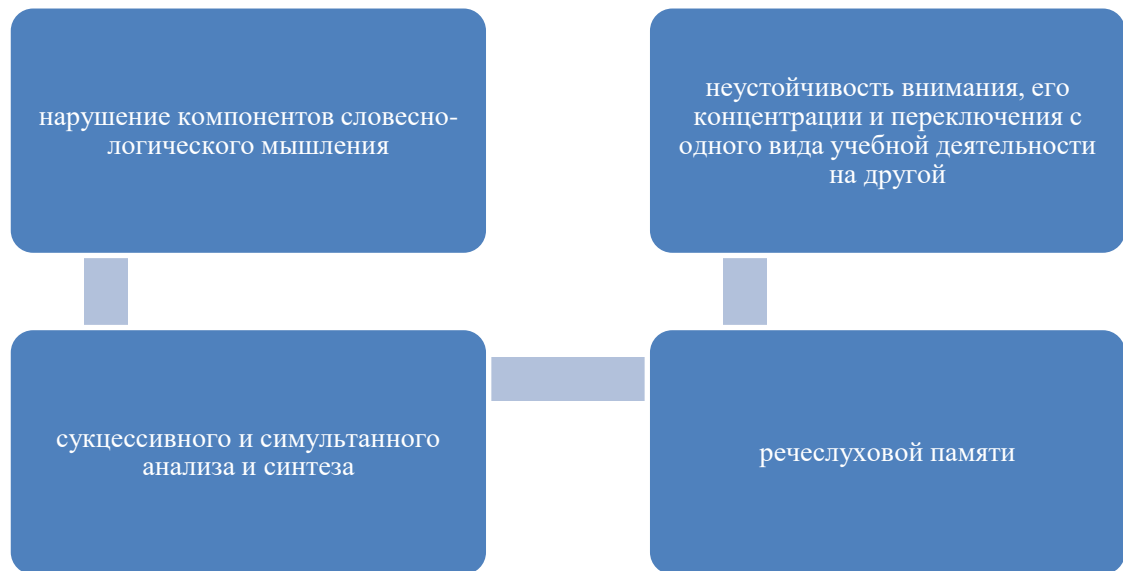 нарушение компонентов словесно-
логического мышления
сукцессивного и симультанного
анализа и синтеза
речеслуховой памяти
неустойчивость внимания, его
концентрации и переключения с
одного вида учебной деятельности
на другой